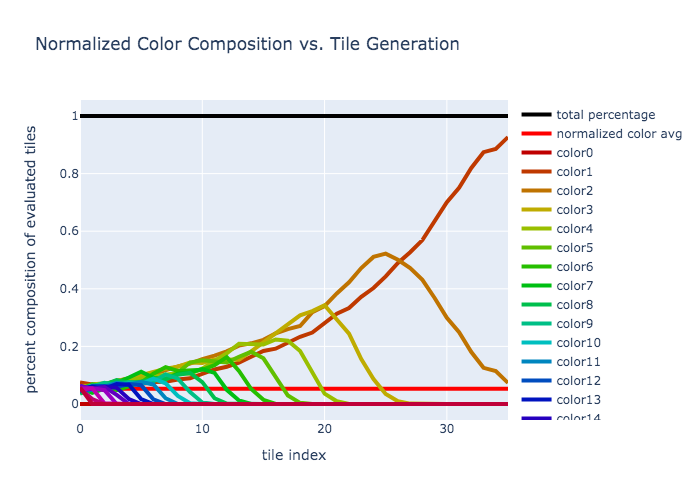 Normalized Color Composition vs. Tile Generation
percent composition of evaluated tiles
1
0.8
0.6
0.4
0.2
0
0
10
20
30
tile index
total percentage
normalized color avg
color0
color1
color2
color3
color4
color5
color6
color7
color8
color9
color10
color11
color12
color13
color14